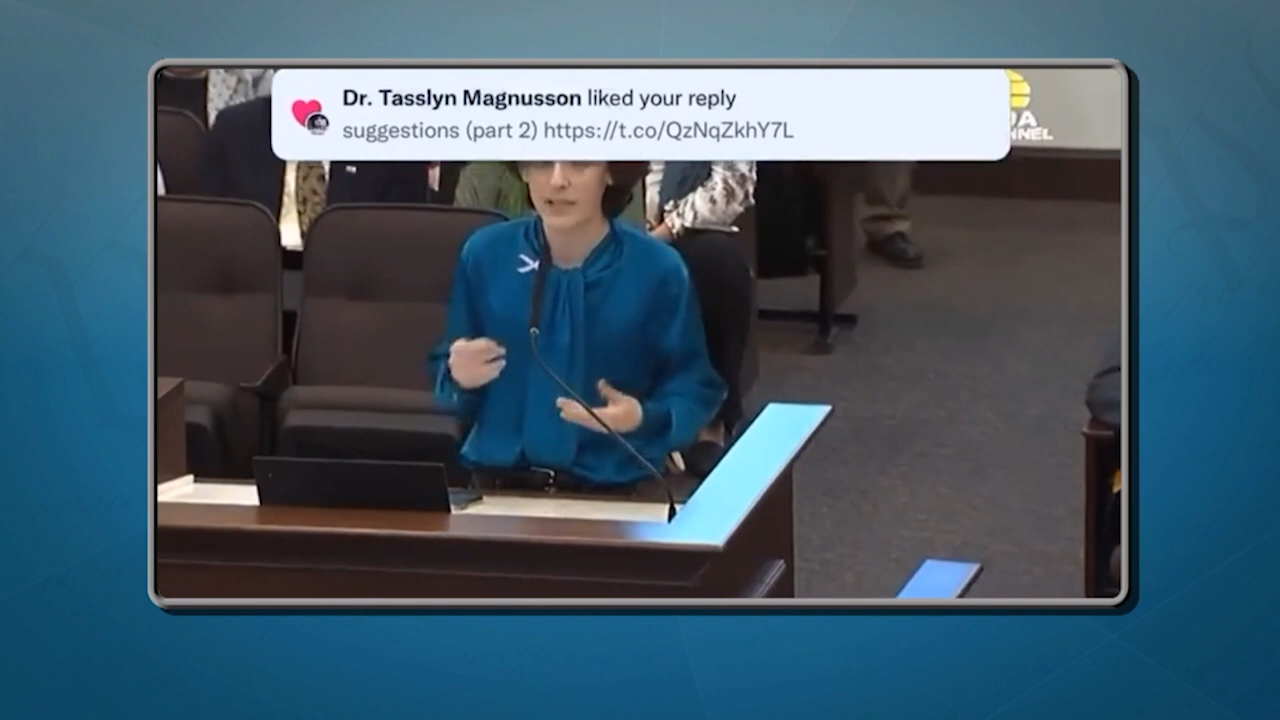 Dr. Tasslyn Magnusson liked your reply
suggestions (part 2) https://t.co/QzNqZkhY7L